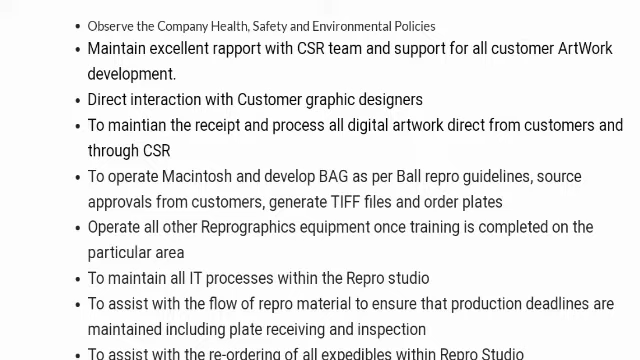 • Observe the Company Health, Safety and Environmental Policies
• Maintain excellent rapport with CSR team and support for all customer ArtWork
development.
• Direct interaction with Customer graphic designers
• To maintian the receipt and process all digital artwork direct from customers and
through CSR
• To operate Macintosh and develop BAG as per Ball repro guidelines, source
approvals from customers, generate TIFF files and order plates
• Operate all other Reprographics equipment once training is completed on the
particular area
• To maintain all IT processes within the Repro studio
• To assist with the flow of repro material to ensure that production deadlines are
maintained including plate receiving and inspection
• To assist with the re-ordering of all expedibles within Repro Studio